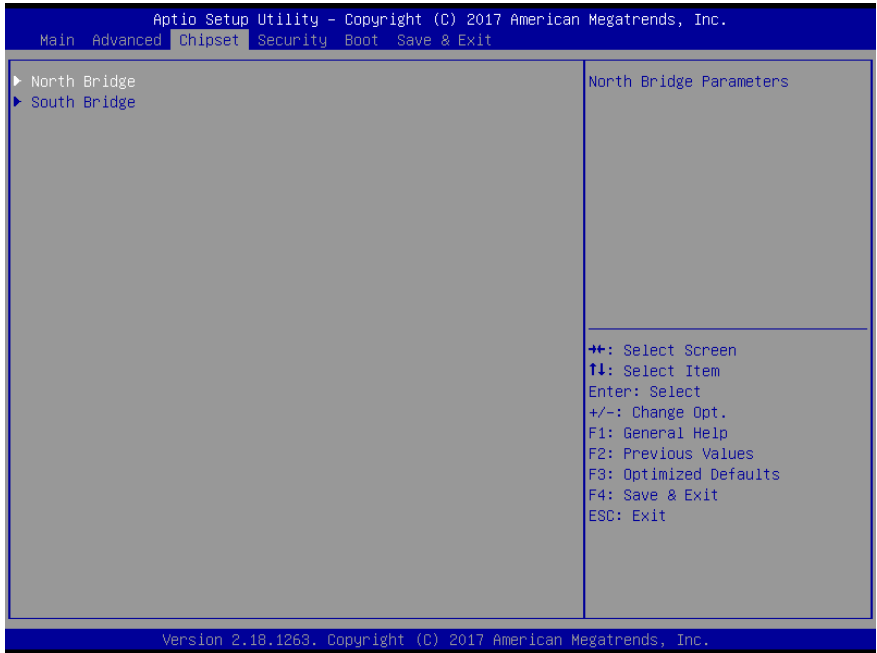 Aptio Setup Utility – Copyright (C) 2017 American Megatrends, Inc.
Main Advanced Chipset Security Boot Save & Exit
▶ North Bridge
▶ South Bridge
North Bridge Parameters
→←: Select Screen
↑↓: Select Item
Enter: Select
+/-: Change Opt.
F1: General Help
F2: Previous Values
F3: Optimized Defaults
F4: Save & Exit
ESC: Exit
Version 2.18.1263. Copyright (C) 2017 American Megatrends, Inc.